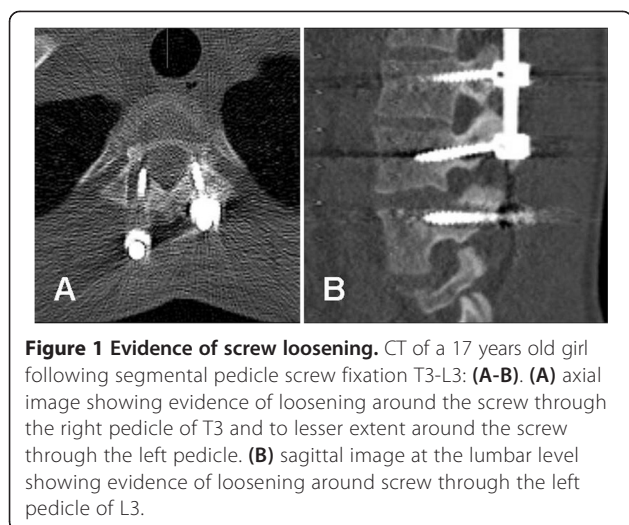 A
B
Figure 1 Evidence of screw loosening. CT of a 17 years old girl
following segmental pedicle screw fixation T3-L3: (A-B). (A) axial
image showing evidence of loosening around the screw through
the right pedicle of T3 and to lesser extent around the screw
through the left pedicle. (B) sagittal image at the lumbar level
showing evidence of loosening around screw through the left
pedicle of L3.